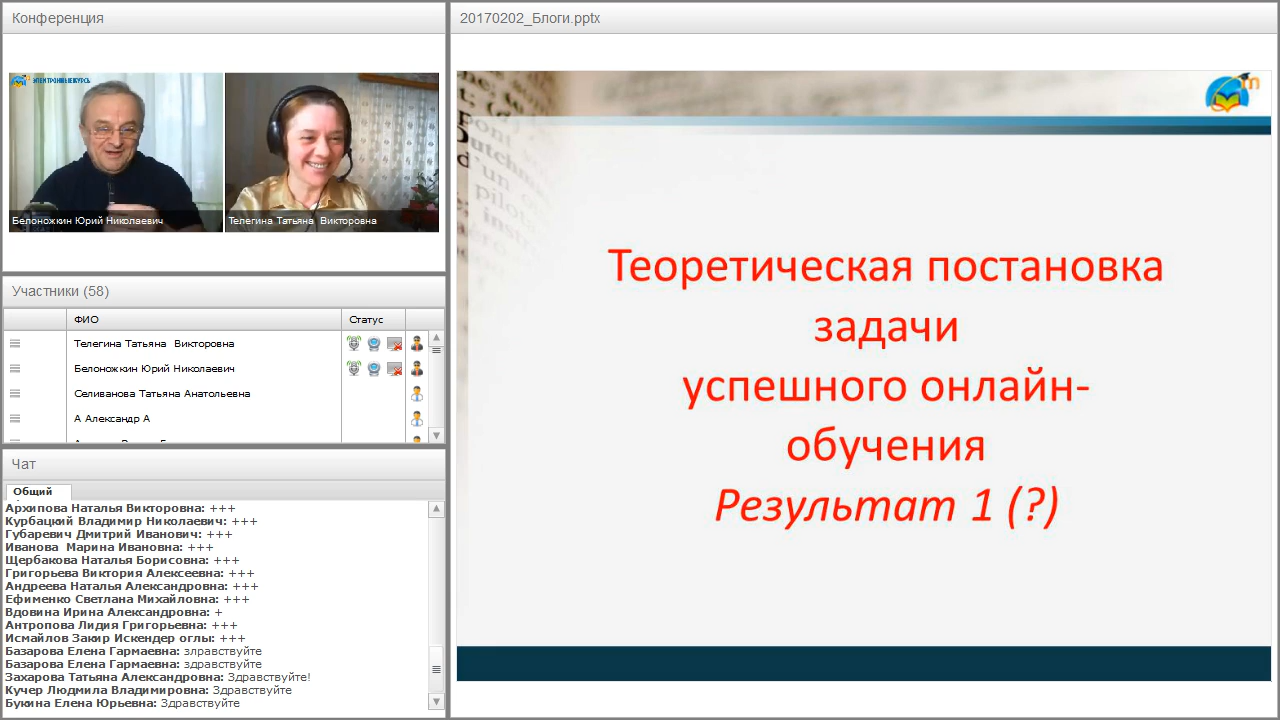 Конференция
ЭЛЕКТРОННЫЕ КУРСЫ
Белоножкин Юрий Николаевич
Телегина Татьяна Викторовна
Участники (58)
ФИО Статус
Телегина Татьяна Викторовна
Белоножкин Юрий Николаевич
Селиванова Татьяна Анатольевна
А Александр А
Чат
Общий
Архипова Наталья Викторовна: +++
Курбацкий Владимир Николаевич: +++
Губаревич Дмитрий Иванович: +++
Иванова Марина Ивановна: +++
Щербакова Наталья Борисовна: +++
Григорьева Виктория Алексеевна: +++
Андреева Наталья Александровна: +++
Ефименко Светлана Михайловна: +++
Вдовина Ирина Александровна: +
Антропова Лидия Григорьевна: +++
Исмайлов Закир Искендер оглы: +++
Базарова Елена Гармаевна: злравствуйте
Базарова Елена Гармаевна: здравствуйте
Захарова Татьяна Александровна: Здравствуйте!
Кучер Людмила Владимировна: Здравствуйте
Букина Елена Юрьевна: Здравствуйте
20170202_Блоги.pptx
Теоретическая постановка
задачи
успешного онлайн-
обучения
Результат 1 (?)